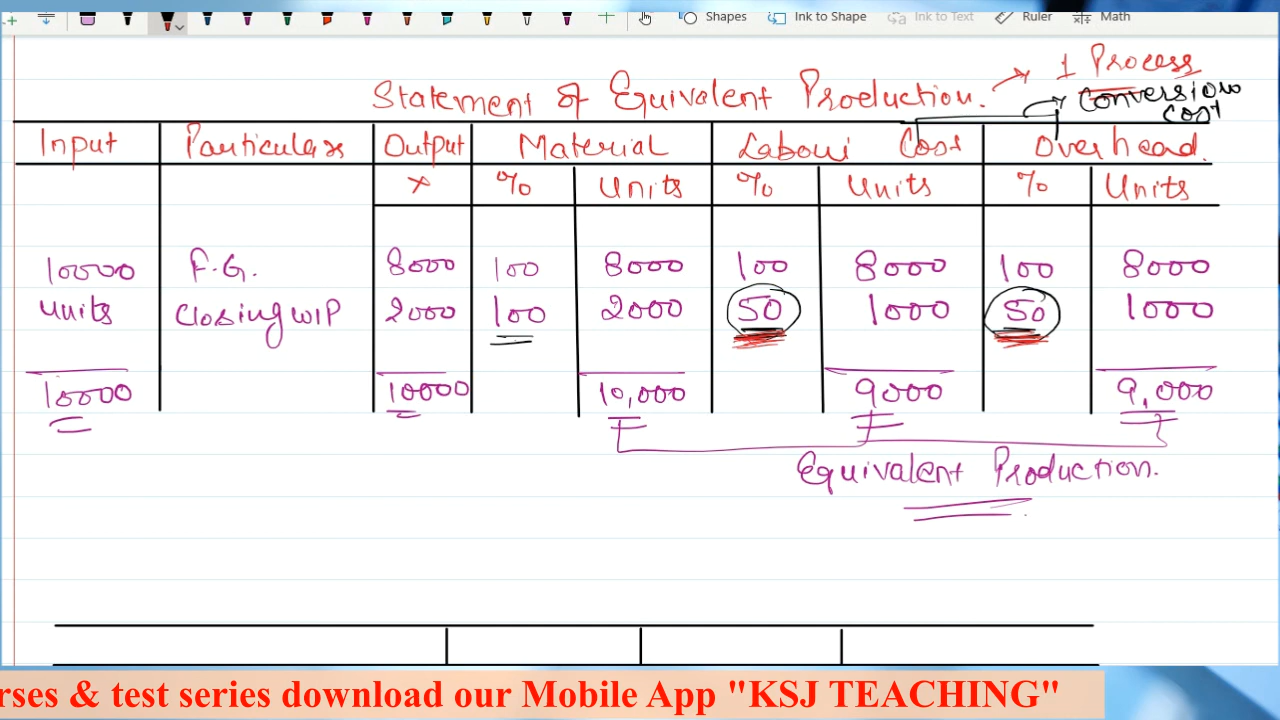 Shapes Ink to Shape Ink to Text Ruler Math
Statement of Equivalent Production. → 1 Process
Conversion
Cost
Input Particulars Output Material Labour Cost Overhead.
x % Units % Units % Units
10000 F.G. 8000 100 8000 100 8000 100 8000
Units Closing WIP 2000 100 2000 50 1000 50 1000
10000 10000 10,000 9000 9,000
Equivalent Production.
rses & test series download our Mobile App "KSJ TEACHING"